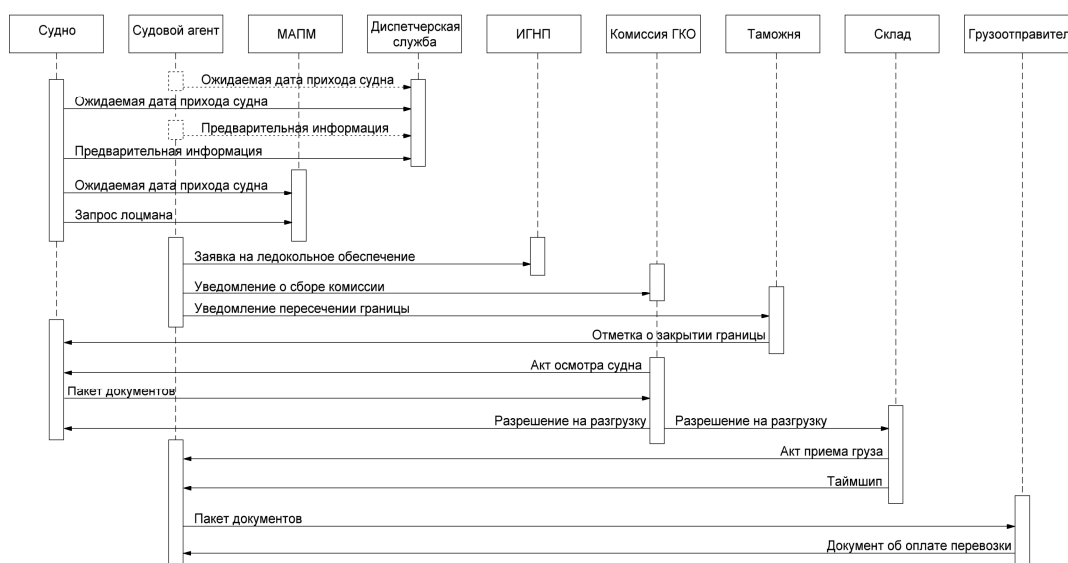 Судно
Судовой агент
МАПМ
Диспетчерская
служба
ИГНП
Комиссия ГКО
Таможня
Склад
Грузоотправител
Ожидаемая дата прихода судна
Ожидаемая дата прихода судна
Предварительная информация
Предварительная информация
Ожидаемая дата прихода судна
Запрос лоцмана
Заявка на ледокольное обеспечение
Уведомление о сборе комиссии
Уведомление пересечении границы
Отметка о закрытии границы
Акт осмотра судна
Пакет документов
Разрешение на разгрузку
Разрешение на разгрузку
Акт приема груза
Таймшип
Пакет документов
Документ об оплате перевозки